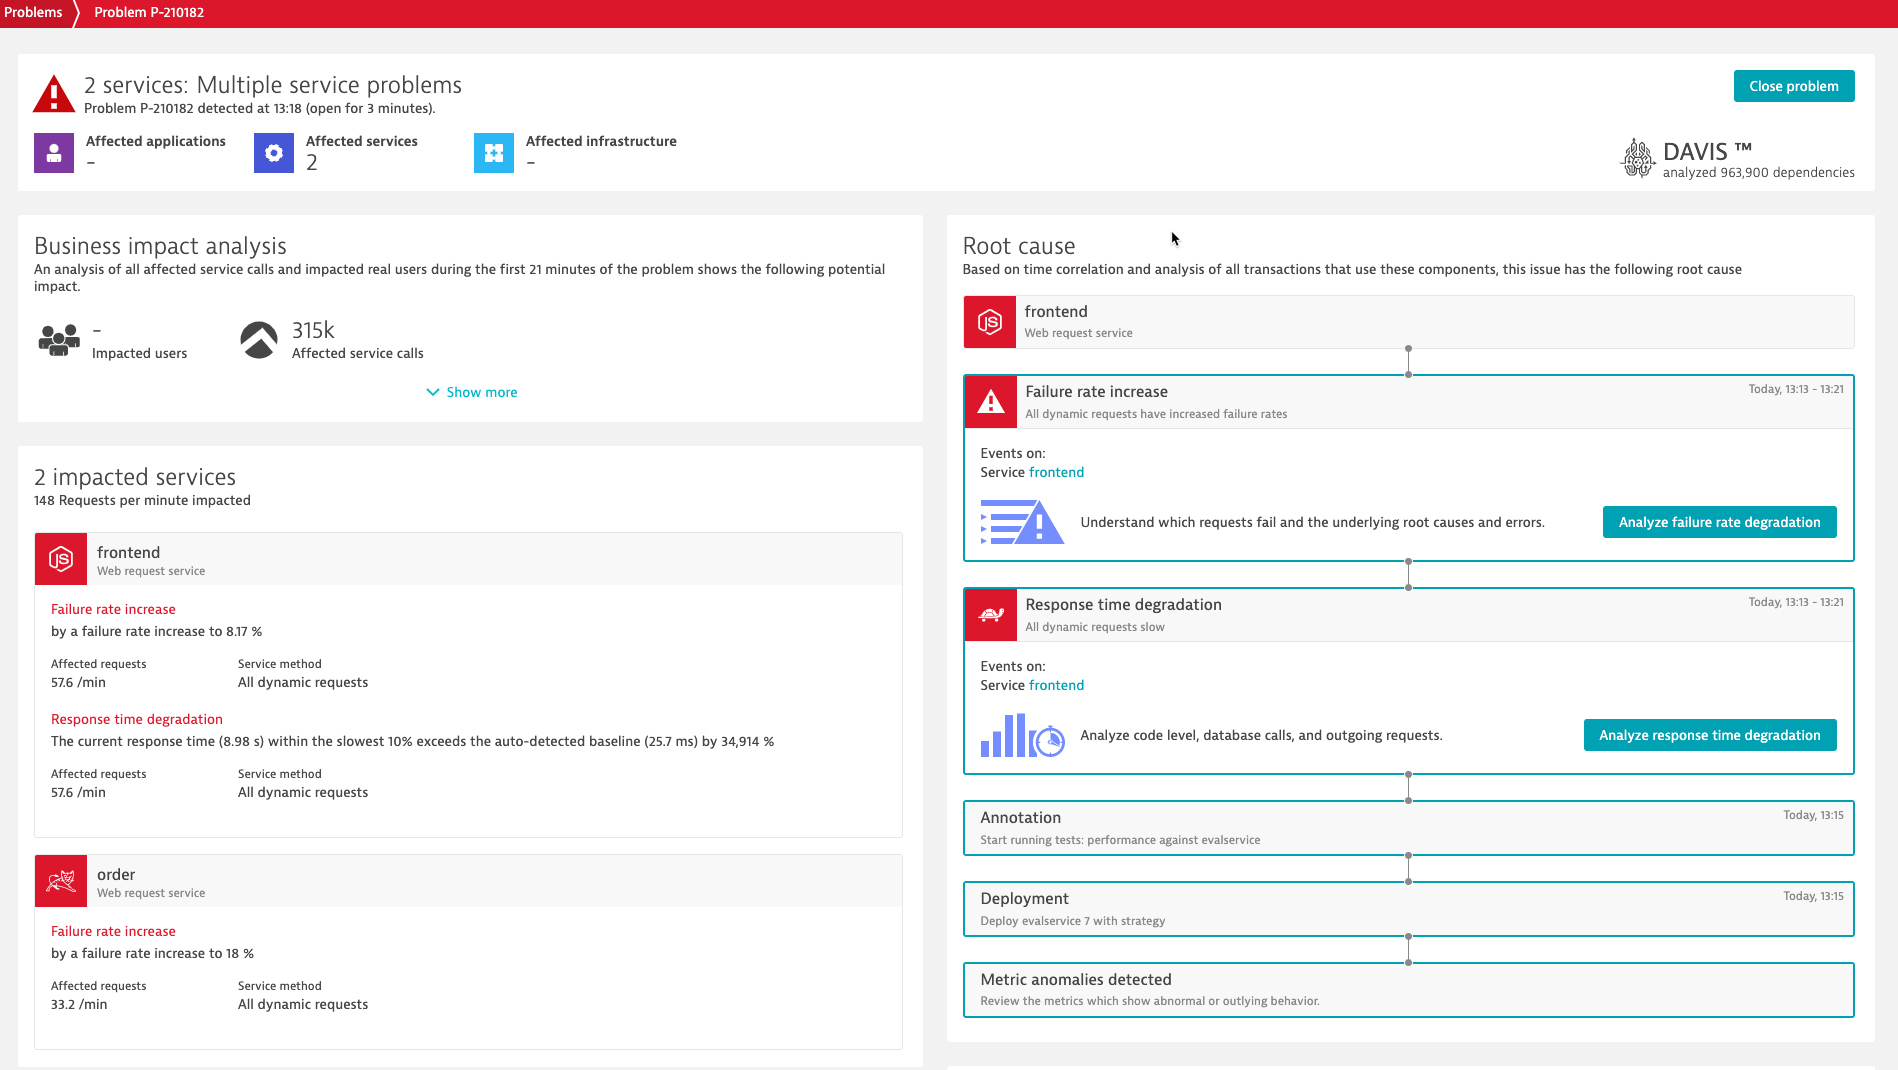 Problems
Problem P-210182
2 services: Multiple service problems
Problem P-210182 detected at 13:18 (open for 3 minutes).
Close problem
Affected applications
-
Affected services
2
Affected infrastructure
-
DAVIS ™
analyzed 963,900 dependencies
Business impact analysis
An analysis of all affected service calls and impacted real users during the first 21 minutes of the problem shows the following potential
impact.
-
Impacted users
315k
Affected service calls
Show more
2 impacted services
148 Requests per minute impacted
JS
frontend
Web request service
Failure rate increase
by a failure rate increase to 8.17 %
Affected requests
Service method
57.6 /min
All dynamic requests
Response time degradation
The current response time (8.98 s) within the slowest 10% exceeds the auto-detected baseline (25.7 ms) by 34,914 %
Affected requests
Service method
57.6 /min
All dynamic requests
order
Web request service
Failure rate increase
by a failure rate increase to 18 %
Affected requests
Service method
33.2 /min
All dynamic requests
Root cause
Based on time correlation and analysis of all transactions that use these components, this issue has the following root cause
JS
frontend
Web request service
Failure rate increase
Today, 13:13 - 13:21
All dynamic requests have increased failure rates
Events on:
Service frontend
Understand which requests fail and the underlying root causes and errors.
Analyze failure rate degradation
Response time degradation
Today, 13:13 - 13:21
All dynamic requests slow
Events on:
Service frontend
Analyze code level, database calls, and outgoing requests.
Analyze response time degradation
Annotation
Today, 13:15
Start running tests: performance against evalservice
Deployment
Today, 13:15
Deploy evalservice 7 with strategy
Metric anomalies detected
Review the metrics which show abnormal or outlying behavior.